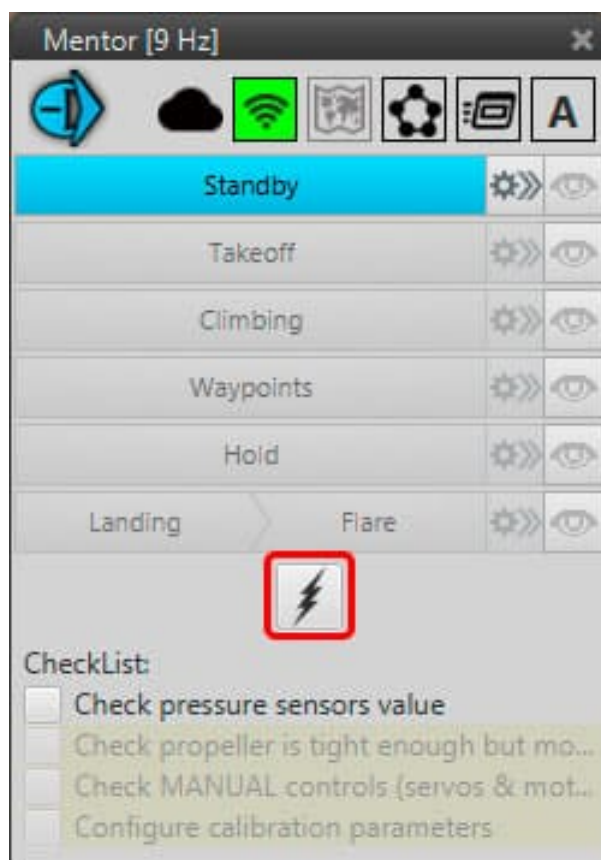 Mentor [9 Hz]
A
Standby
Takeoff
Climbing
Waypoints
Hold
Landing Flare
CheckList:
Check pressure sensors value
Check propeller is tight enough but mo...
Check MANUAL controls (servos & mot...
Configure calibration parameters